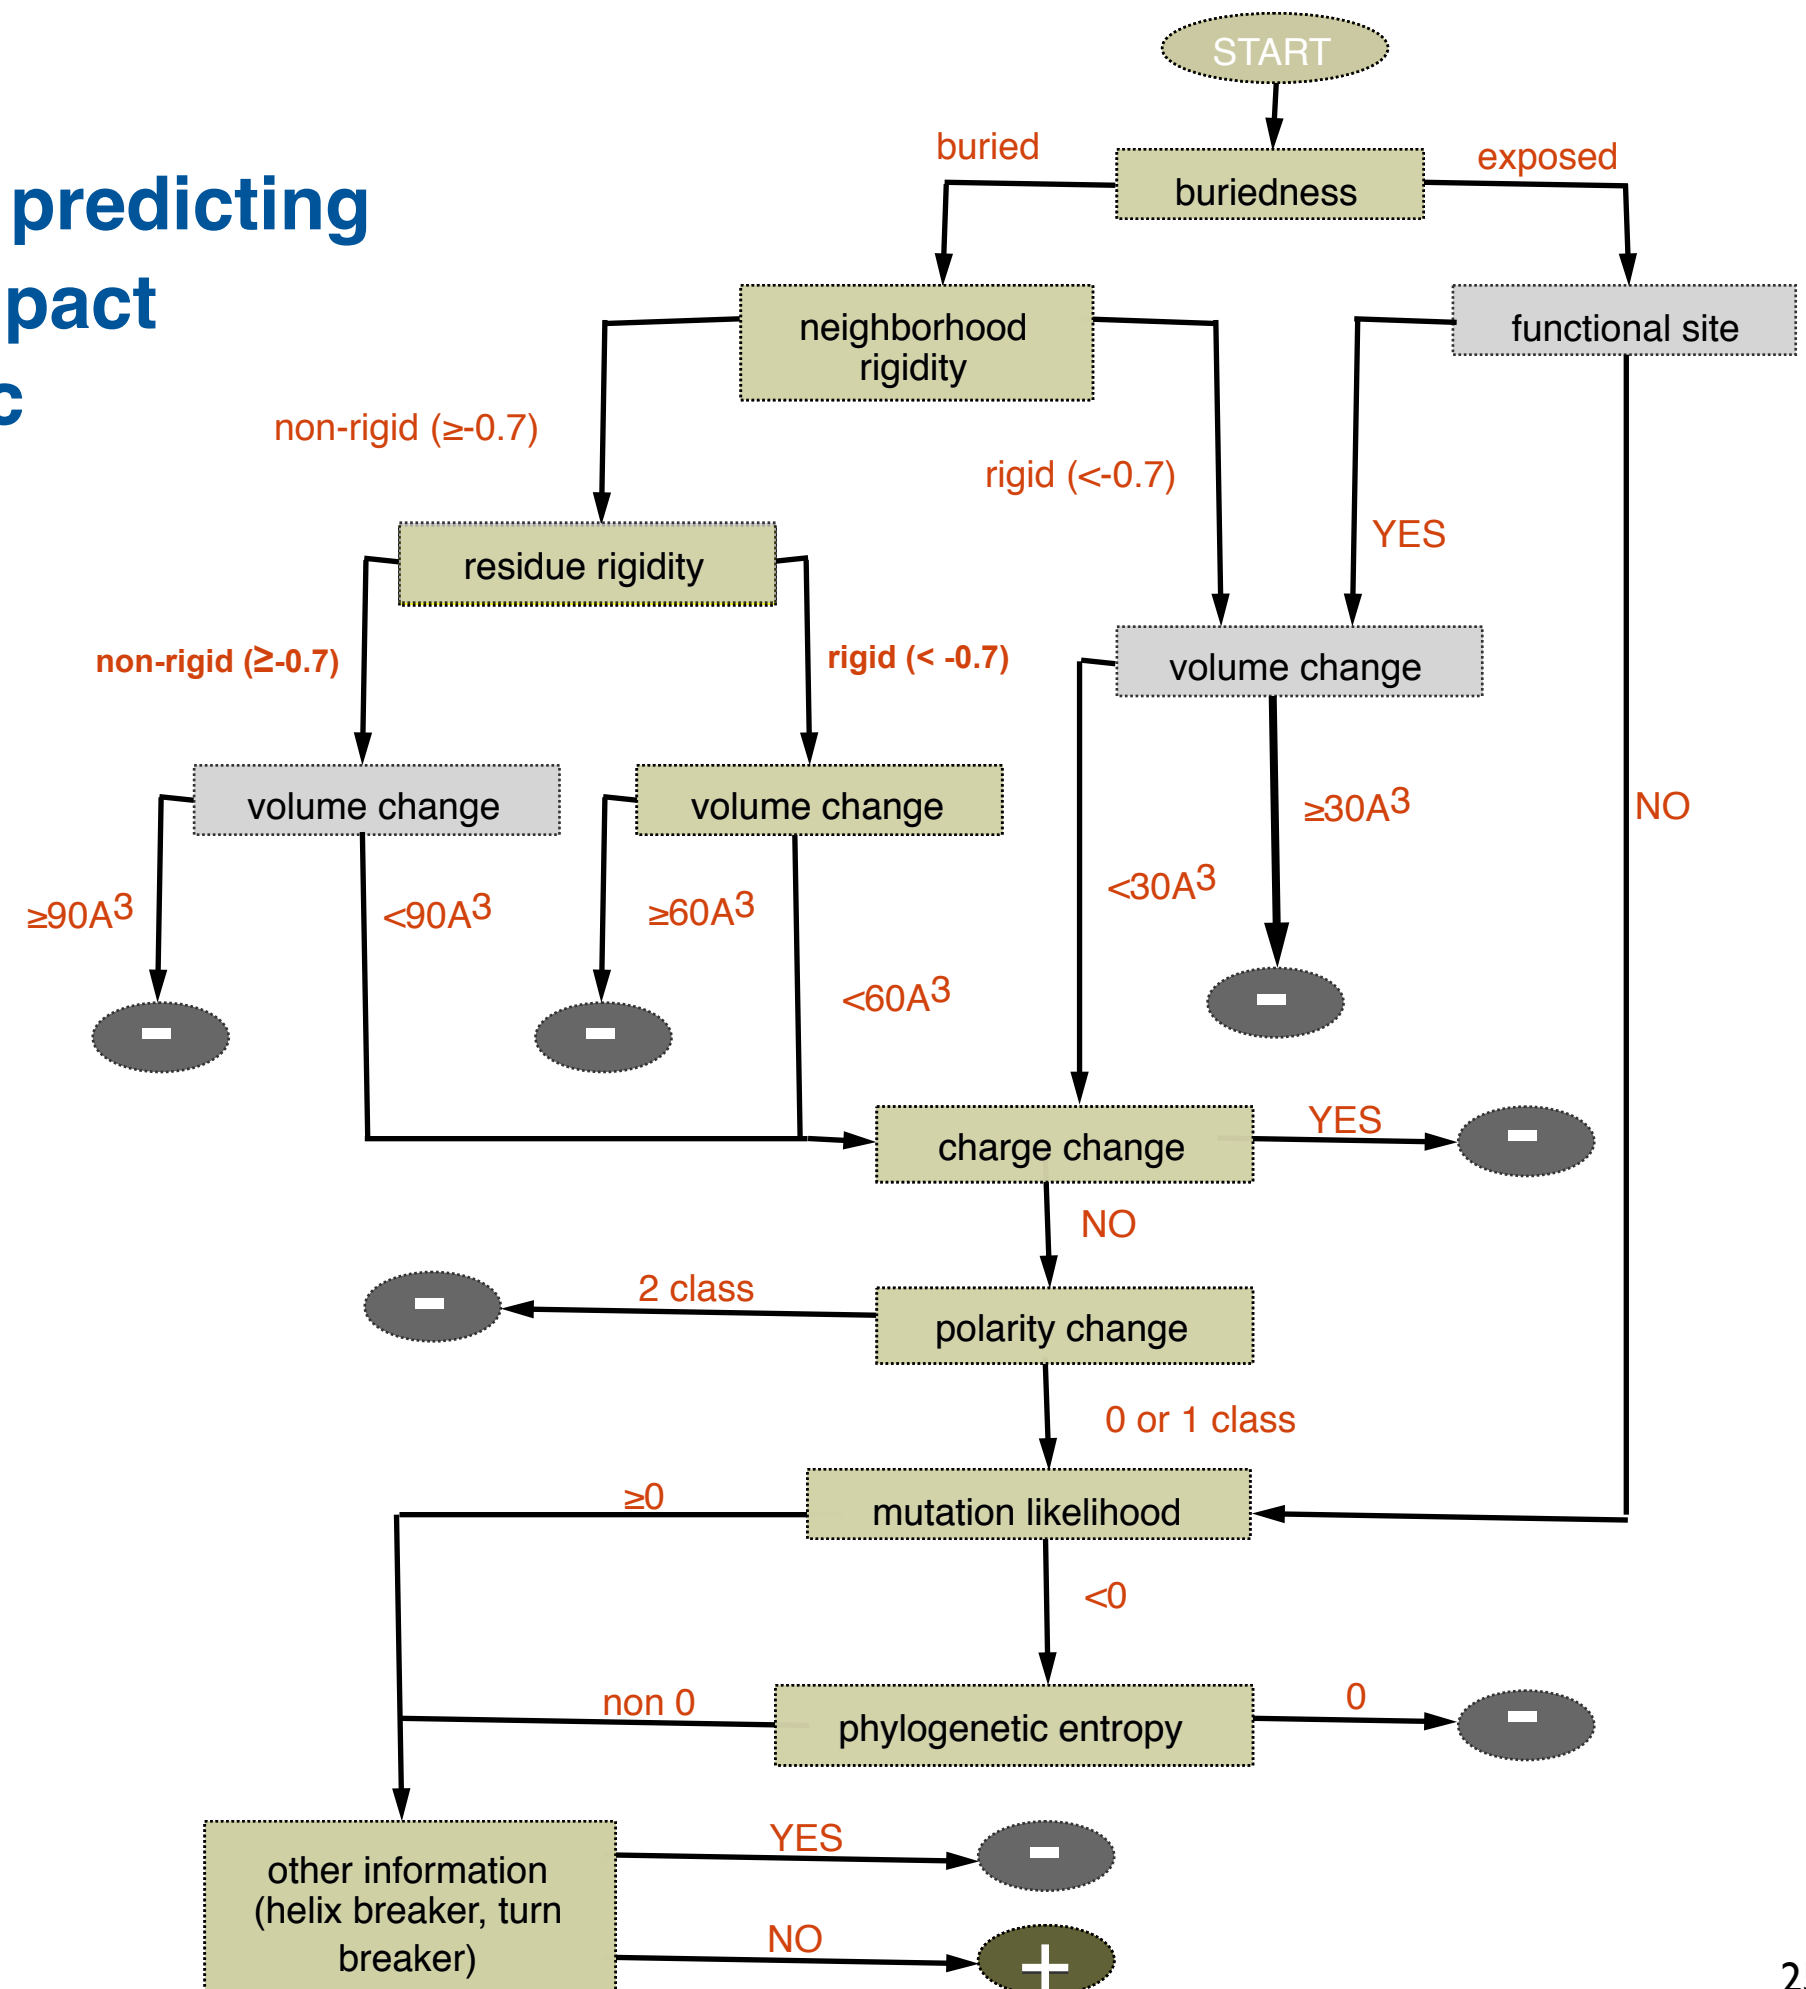 START
predicting
pact
c
buried
exposed
buriedness
neighborhood
rigidity
functional site
non-rigid (≥-0.7)
rigid (<-0.7)
YES
residue rigidity
non-rigid (≥-0.7)
rigid (< -0.7)
volume change
volume change
volume change
≥30A3
NO
≥90A3
<90A3
≥60A3
<30A3
<60A3
-
-
-
charge change
YES
-
NO
2 class
-
polarity change
0 or 1 class
≥0
mutation likelihood
<0
non 0
phylogenetic entropy
0
-
other information
(helix breaker, turn
breaker)
YES
-
NO
+
2